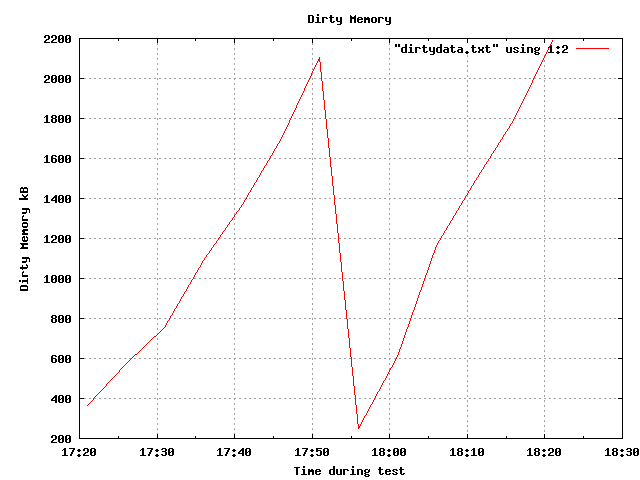 Dirty Memory
"dirtydata.txt" using 1:2
2200
2000
1800
1600
1400
1200
1000
800
600
400
200
Dirty Memory kB
17:20 17:30 17:40 17:50 18:00 18:10 18:20 18:30
Time during test